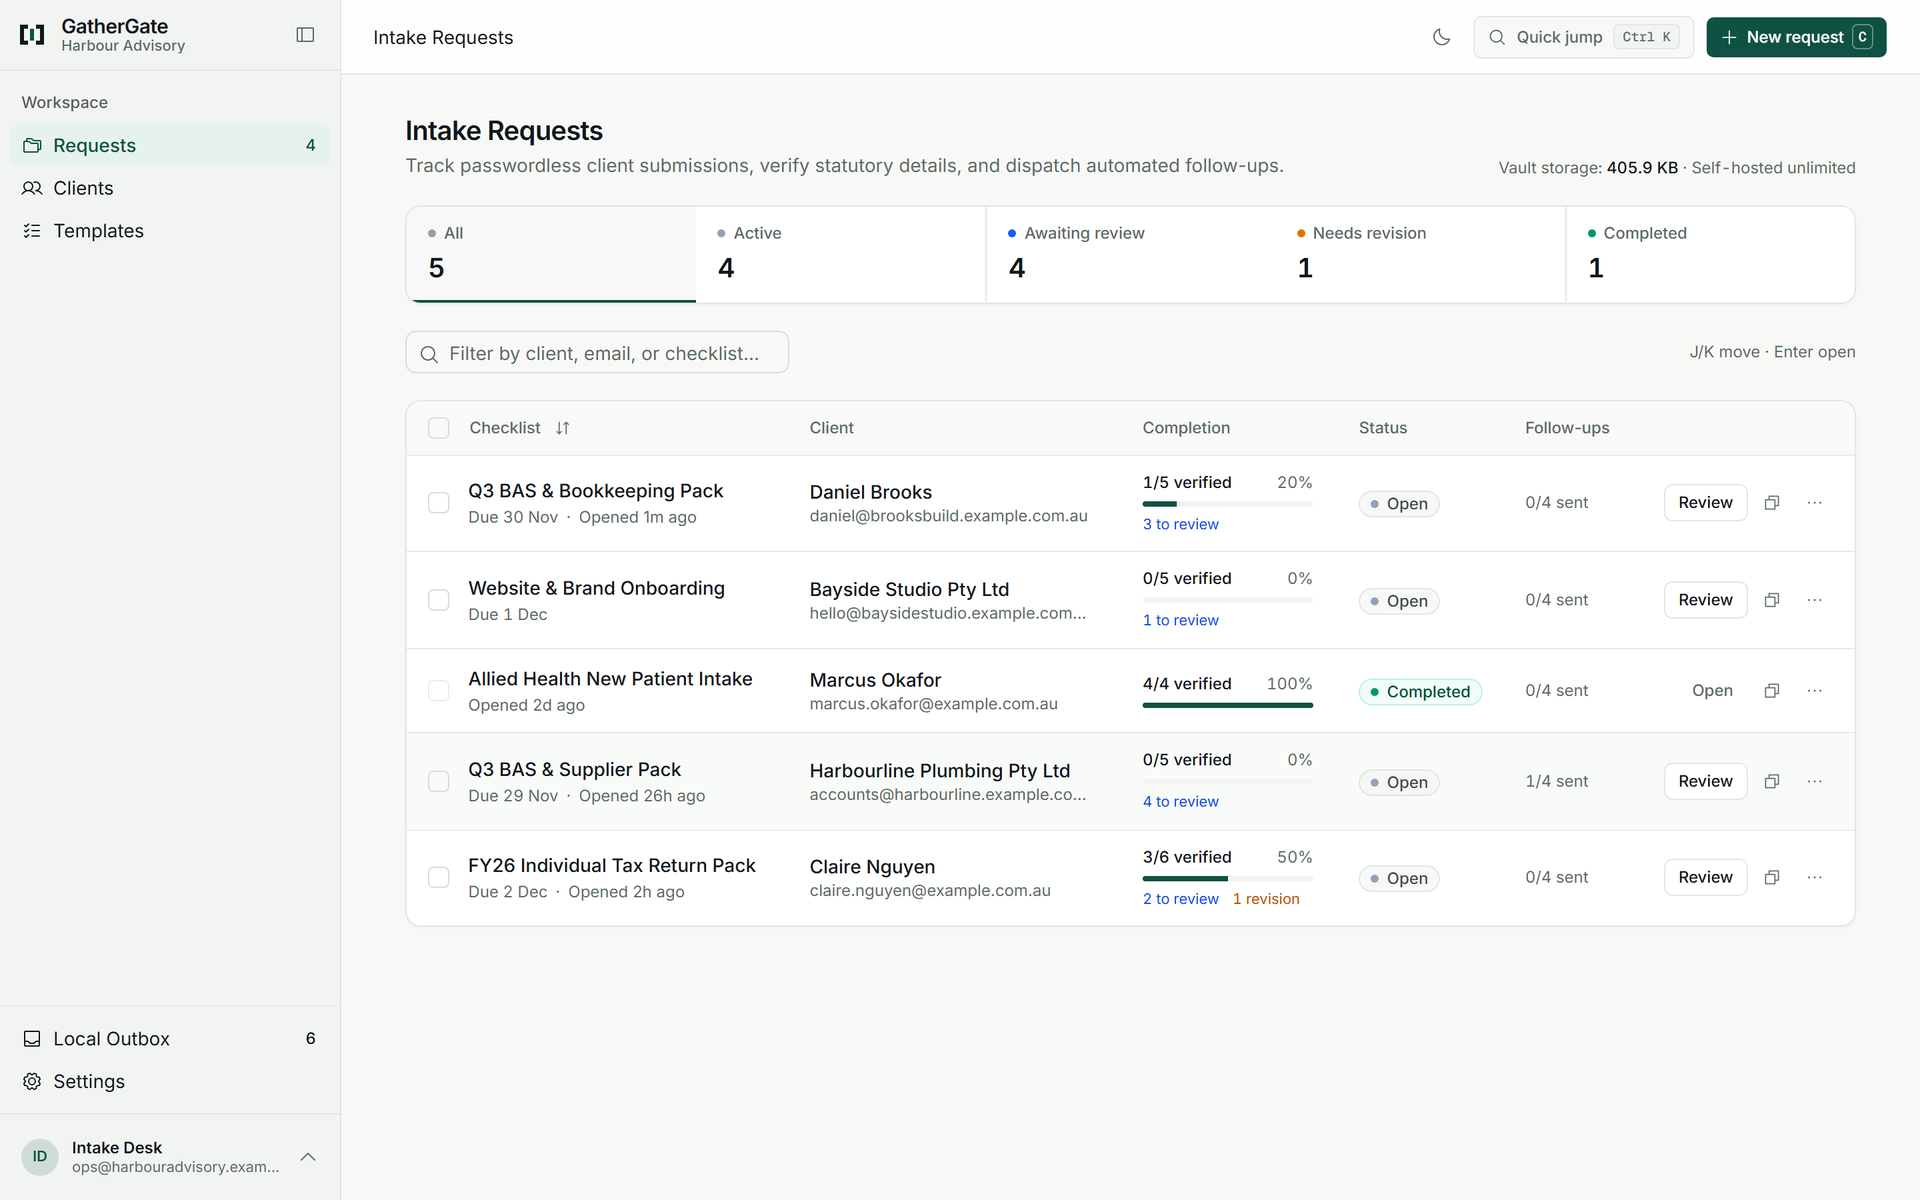 GatherGate
Harbour Advisory
Workspace
Requests 4
Clients
Templates
Local Outbox 6
Settings
ID
Intake Desk
ops@harbouradvisory.exam...
Intake Requests
Quick jump Ctrl K
New request C
Intake Requests
Track passwordless client submissions, verify statutory details, and dispatch automated follow-ups.
Vault storage: 405.9 KB · Self-hosted unlimited
All
5
Active
4
Awaiting review
4
Needs revision
1
Completed
1
Filter by client, email, or checklist...
J/K move · Enter open
Checklist Client Completion Status Follow-ups
Q3 BAS & Bookkeeping Pack
Due 30 Nov · Opened 1m ago
Daniel Brooks
daniel@brooksbuild.example.com.au
1/5 verified 20%
3 to review
Open
0/4 sent
Review
Website & Brand Onboarding
Due 1 Dec
Bayside Studio Pty Ltd
hello@baysidestudio.example.com...
0/5 verified 0%
1 to review
Open
0/4 sent
Review
Allied Health New Patient Intake
Opened 2d ago
Marcus Okafor
marcus.okafor@example.com.au
4/4 verified 100%
Completed
0/4 sent
Open
Q3 BAS & Supplier Pack
Due 29 Nov · Opened 26h ago
Harbourline Plumbing Pty Ltd
accounts@harbourline.example.co...
0/5 verified 0%
4 to review
Open
1/4 sent
Review
FY26 Individual Tax Return Pack
Due 2 Dec · Opened 2h ago
Claire Nguyen
claire.nguyen@example.com.au
3/6 verified 50%
2 to review 1 revision
Open
0/4 sent
Review